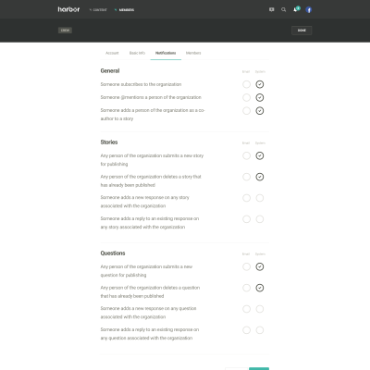 harbor
MEMBER
Account
Notifications
Members
General
Someone subscribes to the organization
Someone @mentions a person of the organization
Someone adds a person of the organization as a co-
author to a story
Stories
Any person of the organization submits a new story
for publishing
Any person of the organization deletes a story that
has already been published
Someone adds a new response on any story
associated with the organization
Someone adds a reply to an existing response on
any story associated with the organization
Questions
Any person of the organization submits a new
question for publishing
Any person of the organization deletes a question
that has already been published
Someone adds a new response on any question
associated with the organization
Someone adds a reply to an existing response on
any question associated with the organization